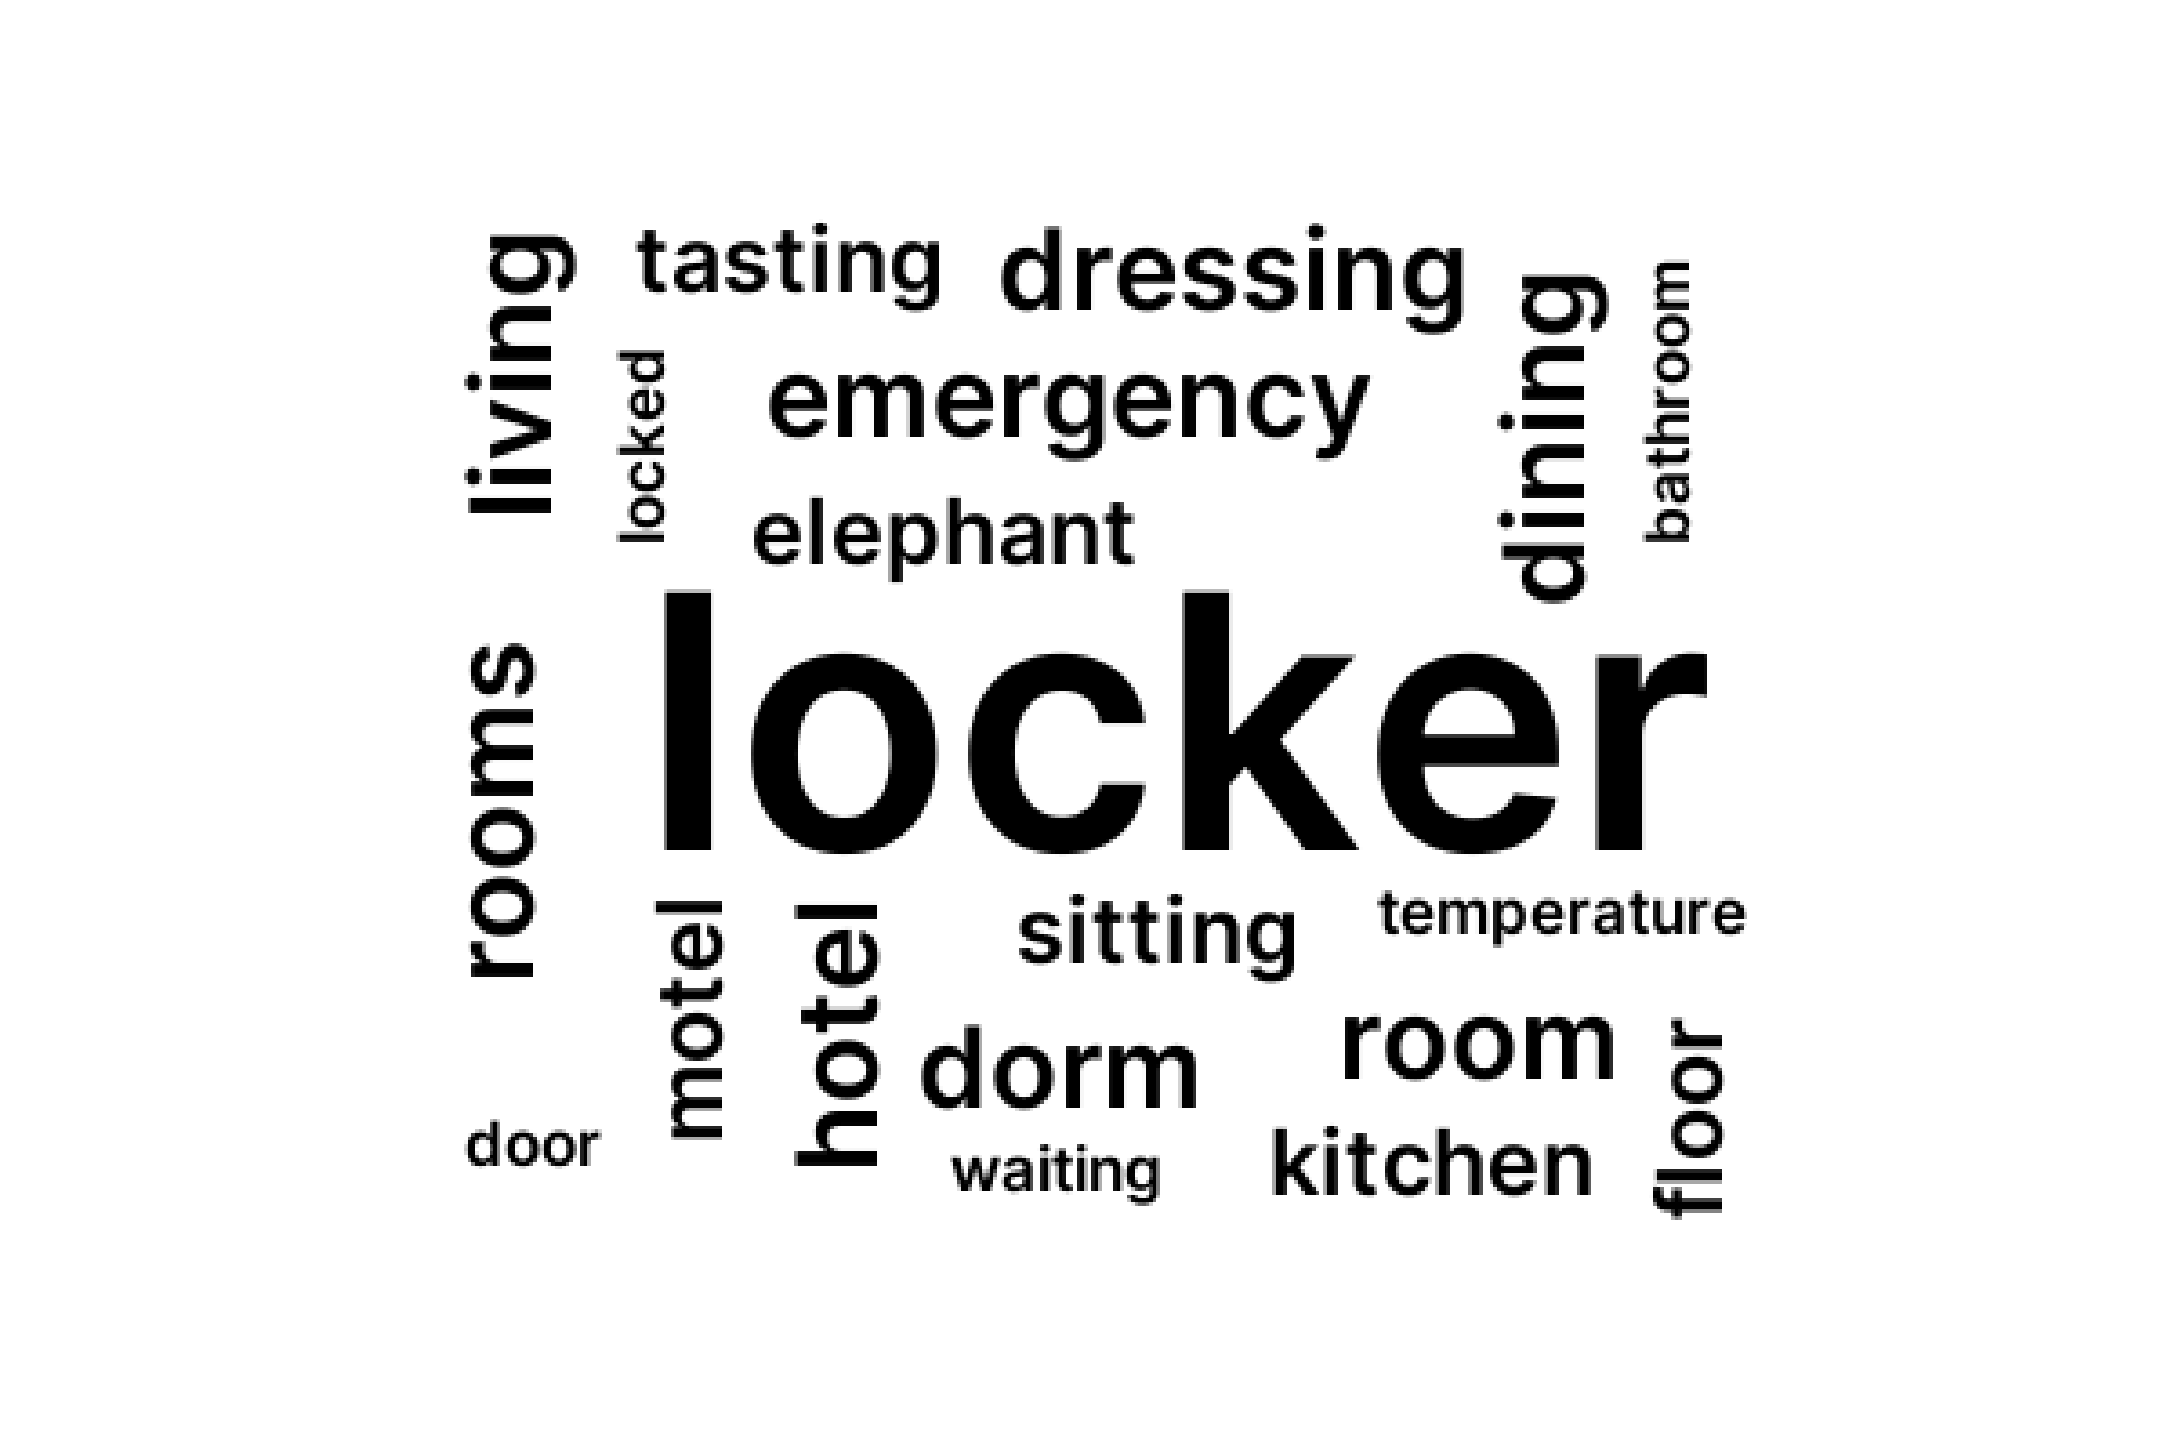 living
tasting
dressing
dining
bathroom
locked
emergency
elephant
locker
rooms
motel
hotel
sitting
temperature
dorm
room
floor
door
waiting
kitchen